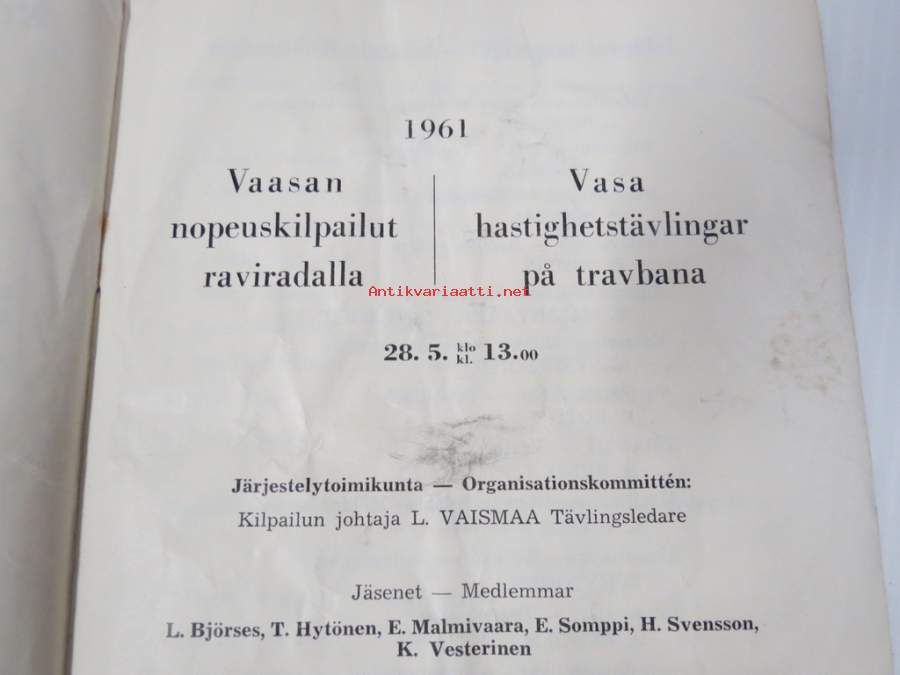 1961
Vaasan
nopeuskilpailut
raviradalla
Vasa
hastighetstävlingar
på travbana
Antikvariaatti.net
28. 5. klo kl. 13.00
Järjestelytoimikunta — Organisationskommittén:
Kilpailun johtaja L. VAISMAA Tävlingsledare
Jäsenet — Medlemmar
L. Björses, T. Hytönen, E. Malmivaara, E. Somppi, H. Svensson,
K. Vesterinen